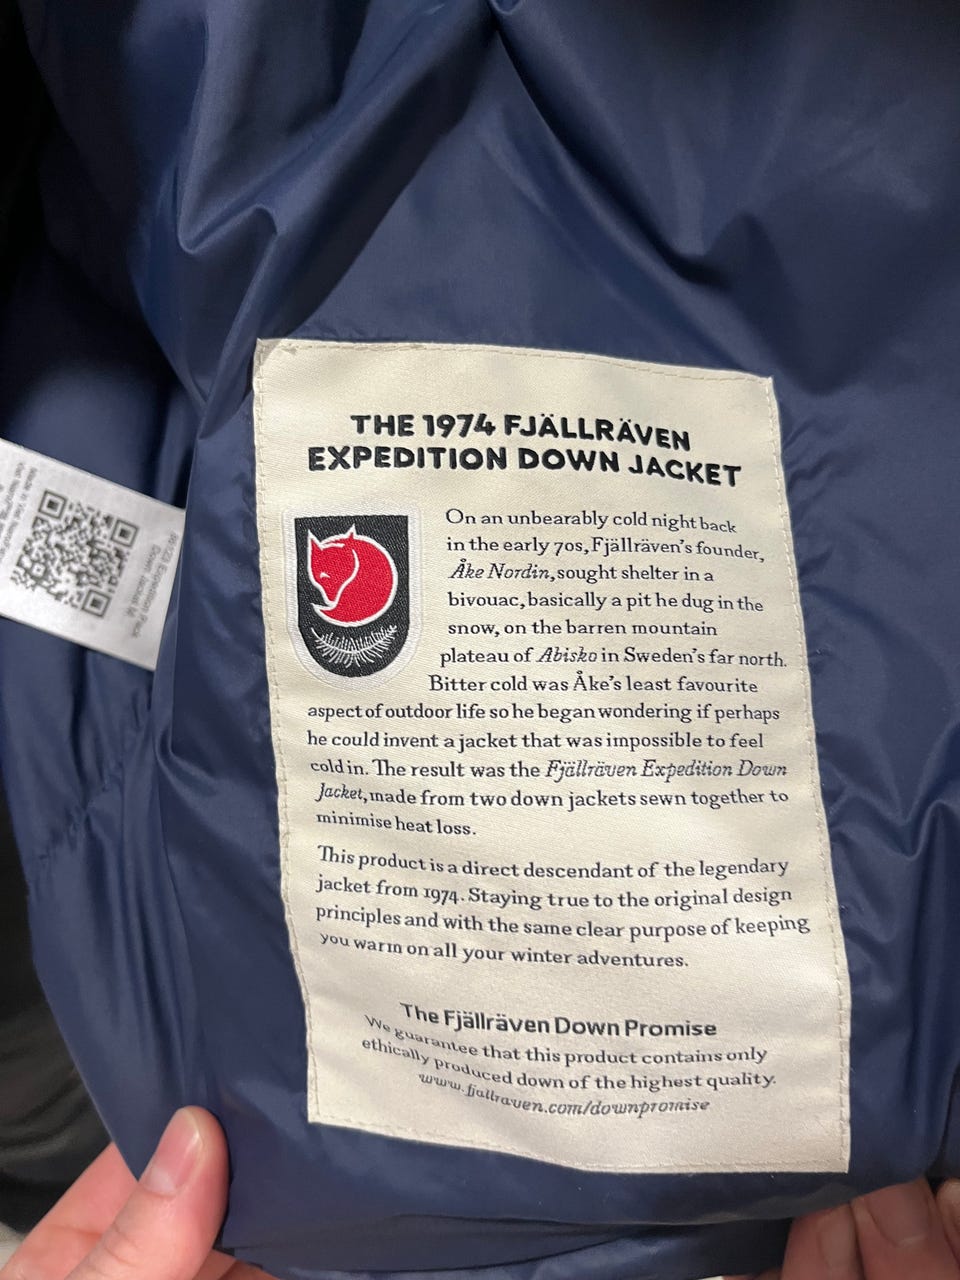 THE 1974 FJÄLLRÄVEN
EXPEDITION DOWN JACKET
On an unbearably cold night back
in the early 70s, Fjällräven's founder,
Åke Nordin, sought shelter in a
bivouac, basically a pit he dug in the
snow, on the barren mountain
plateau of Abisko in Sweden's far north.
Bitter cold was Åke's least favourite
aspect of outdoor life so he began wondering if perhaps
he could invent a jacket that was impossible to feel
cold in. The result was the Fjällräven Expedition Down
Jacket, made from two down jackets sewn together to
minimise heat loss.
This product is a direct descendant of the legendary
jacket from 1974. Staying true to the original design
principles and with the same clear purpose of keeping
you warm on all your winter adventures.
The Fjällräven Down Promise
We guarantee that this product contains only
ethically produced down of the highest quality.
www.fjallraven.com/downpromise
Expedition Pack
Down Jacket M